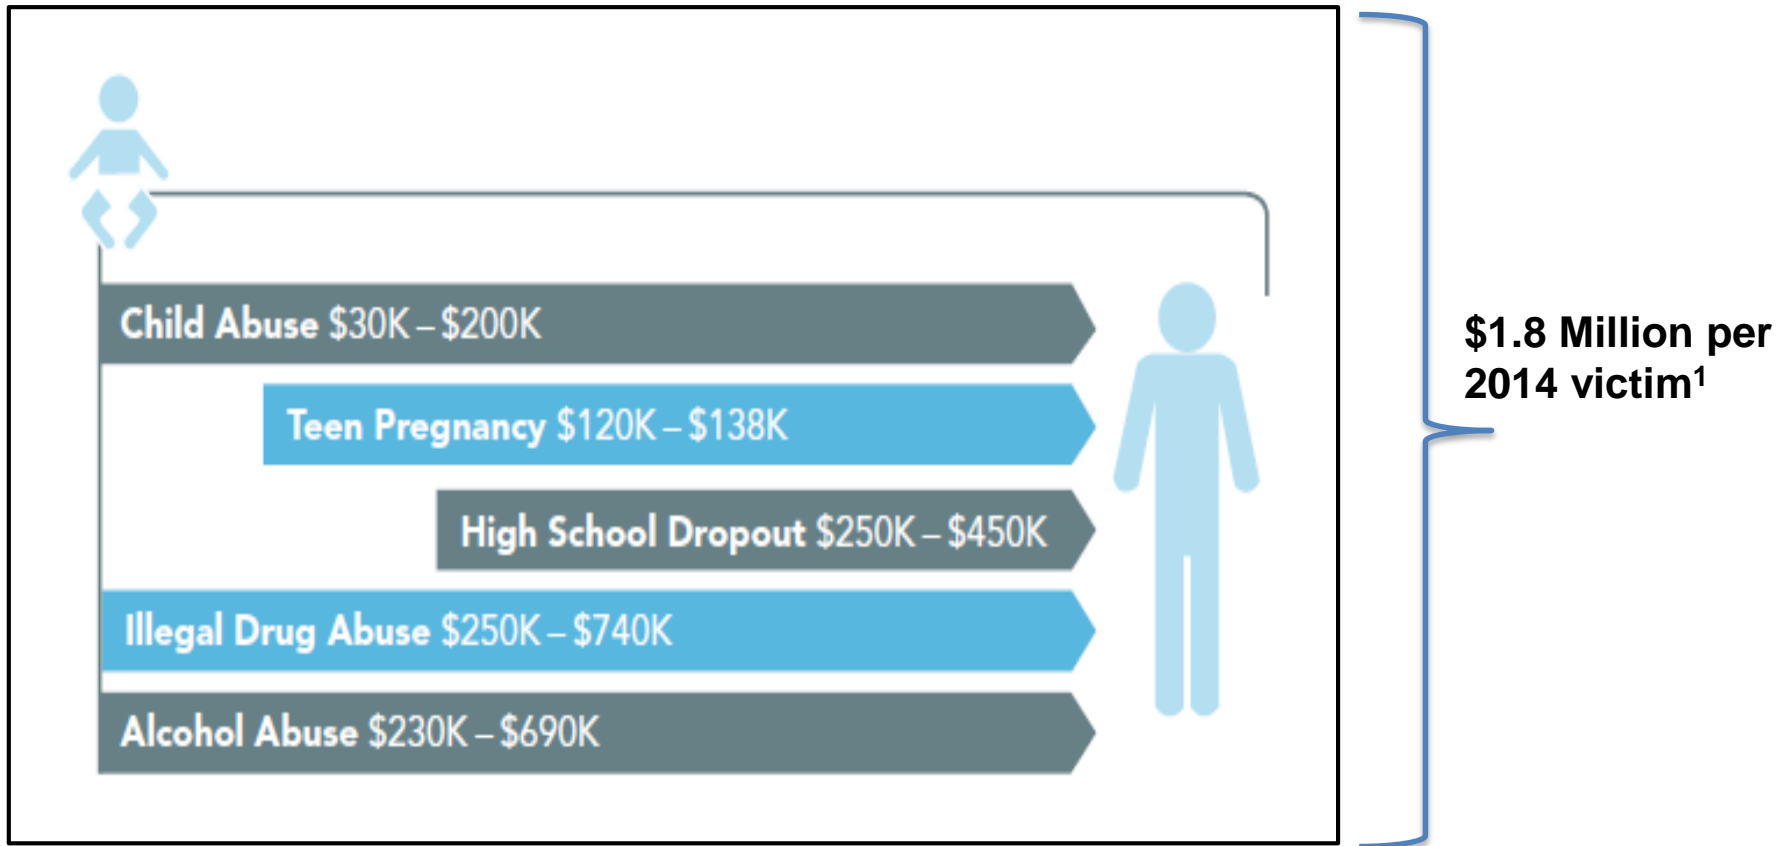 Child Abuse $30K – $200K
Teen Pregnancy $120K – $138K
High School Dropout $250K – $450K
Illegal Drug Abuse $250K – $740K
Alcohol Abuse $230K – $690K
$1.8 Million per
2014 victim¹